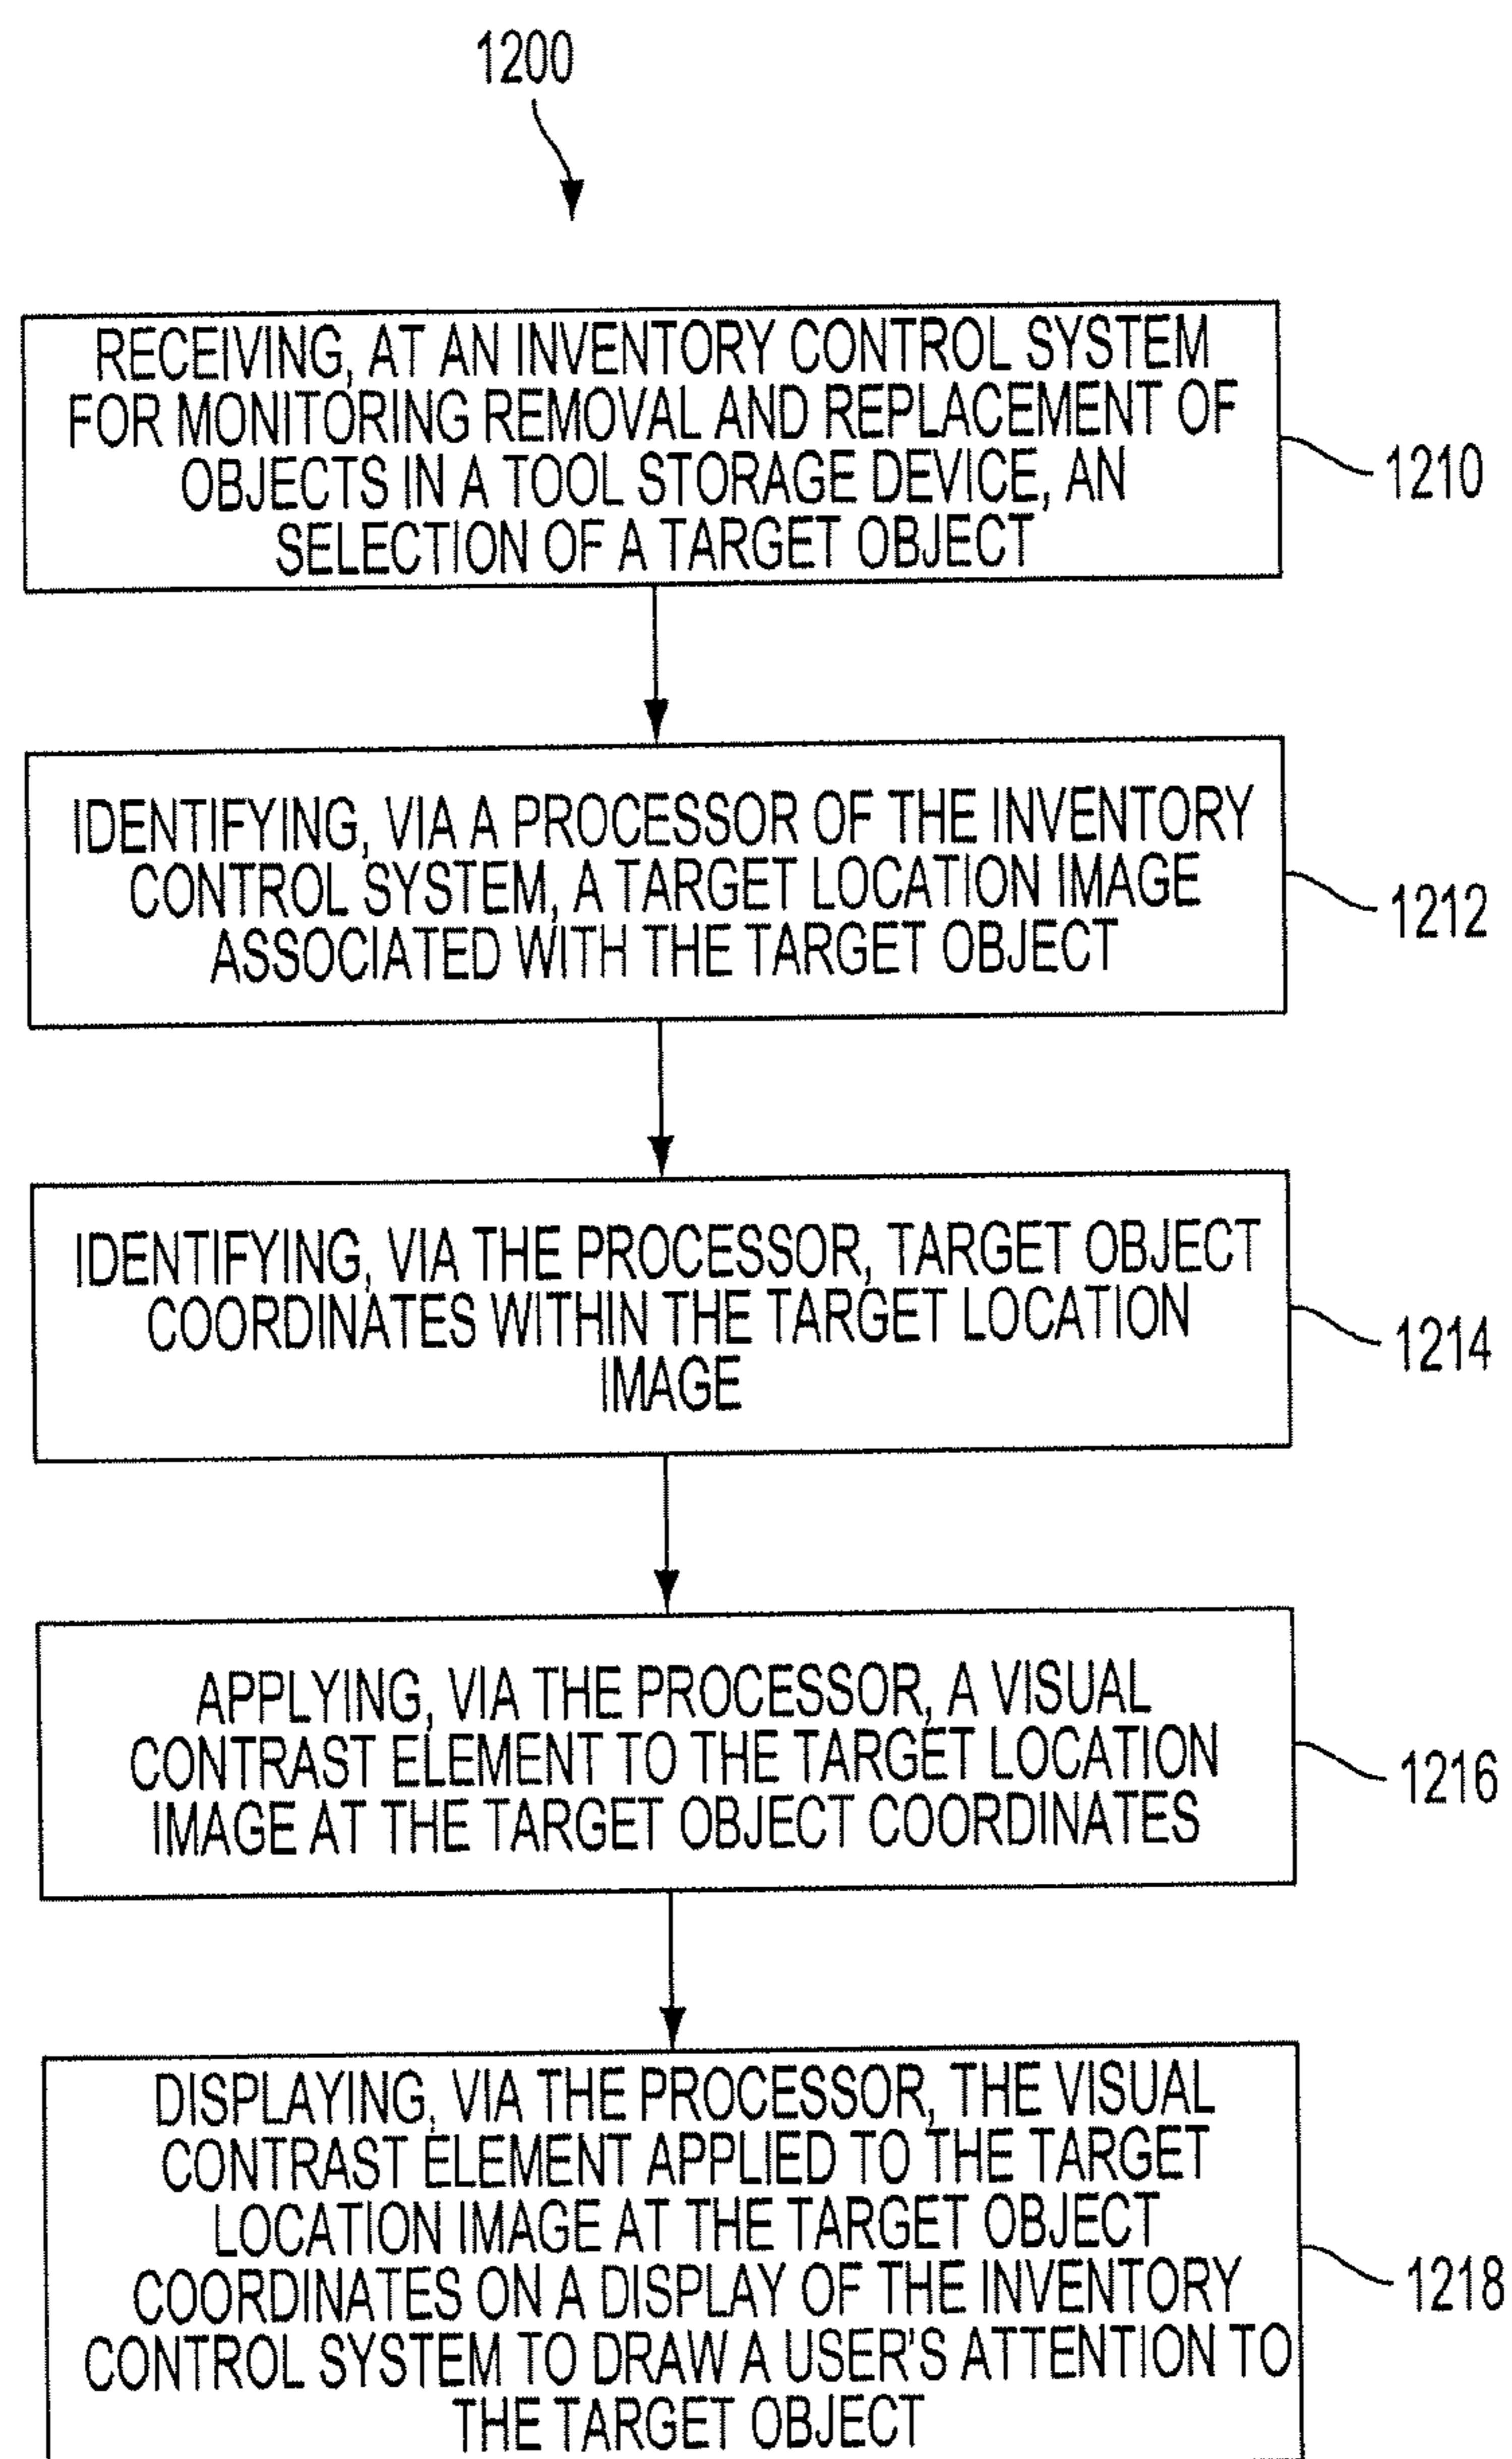 1200
RECEIVING, AT AN INVENTORY CONTROL SYSTEM
FOR MONITORING REMOVAL AND REPLACEMENT OF
OBJECTS IN A TOOL STORAGE DEVICE, AN
SELECTION OF A TARGET OBJECT
1210
IDENTIFYING, VIA A PROCESSOR OF THE INVENTORY
CONTROL SYSTEM, A TARGET LOCATION IMAGE
ASSOCIATED WITH THE TARGET OBJECT
1212
IDENTIFYING, VIA THE PROCESSOR, TARGET OBJECT
COORDINATES WITHIN THE TARGET LOCATION
IMAGE
1214
APPLYING, VIA THE PROCESSOR, A VISUAL
CONTRAST ELEMENT TO THE TARGET LOCATION
IMAGE AT THE TARGET OBJECT COORDINATES
1216
DISPLAYING, VIA THE PROCESSOR, THE VISUAL
CONTRAST ELEMENT APPLIED TO THE TARGET
LOCATION IMAGE AT THE TARGET OBJECT
COORDINATES ON A DISPLAY OF THE INVENTORY
CONTROL SYSTEM TO DRAW A USER'S ATTENTION TO
THE TARGET OBJECT
1218